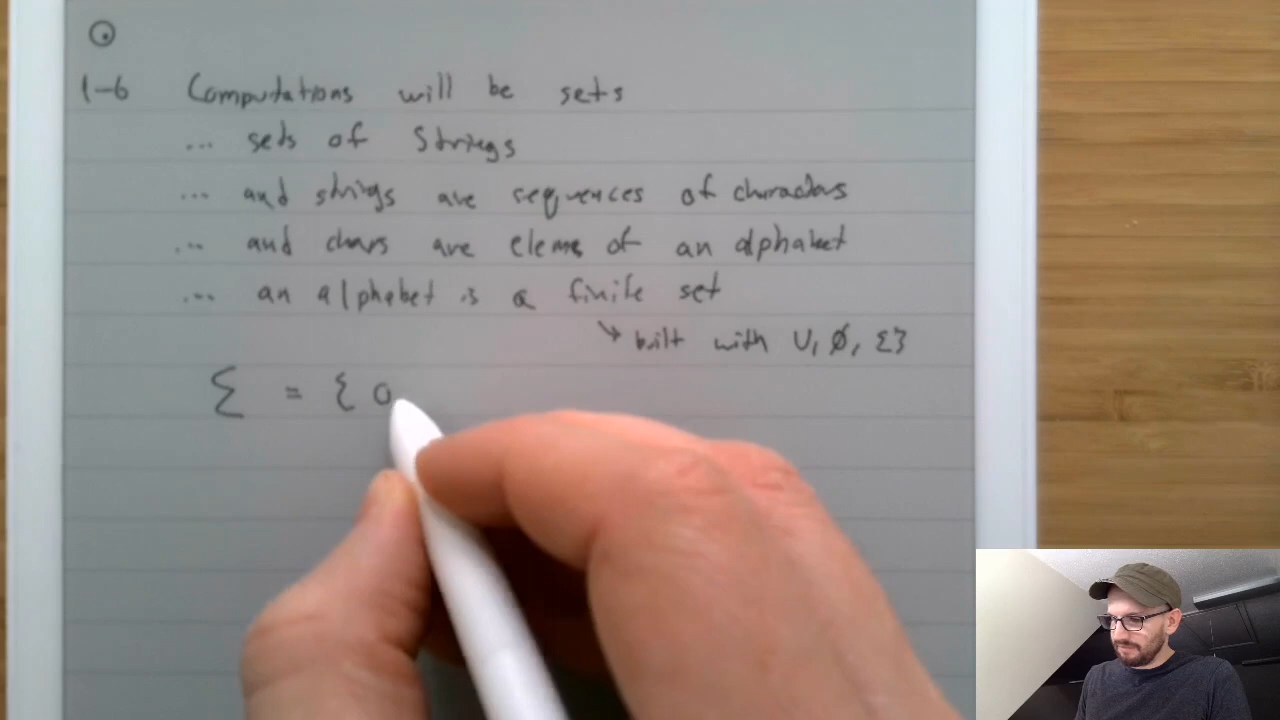 1-6 Computations will be sets
... sets of Strings
... and strings are sequences of characters
... and chars are elems of an alphabet
... an alphabet is a finite set
↳ built with U, Ø, {}
Σ = { 0